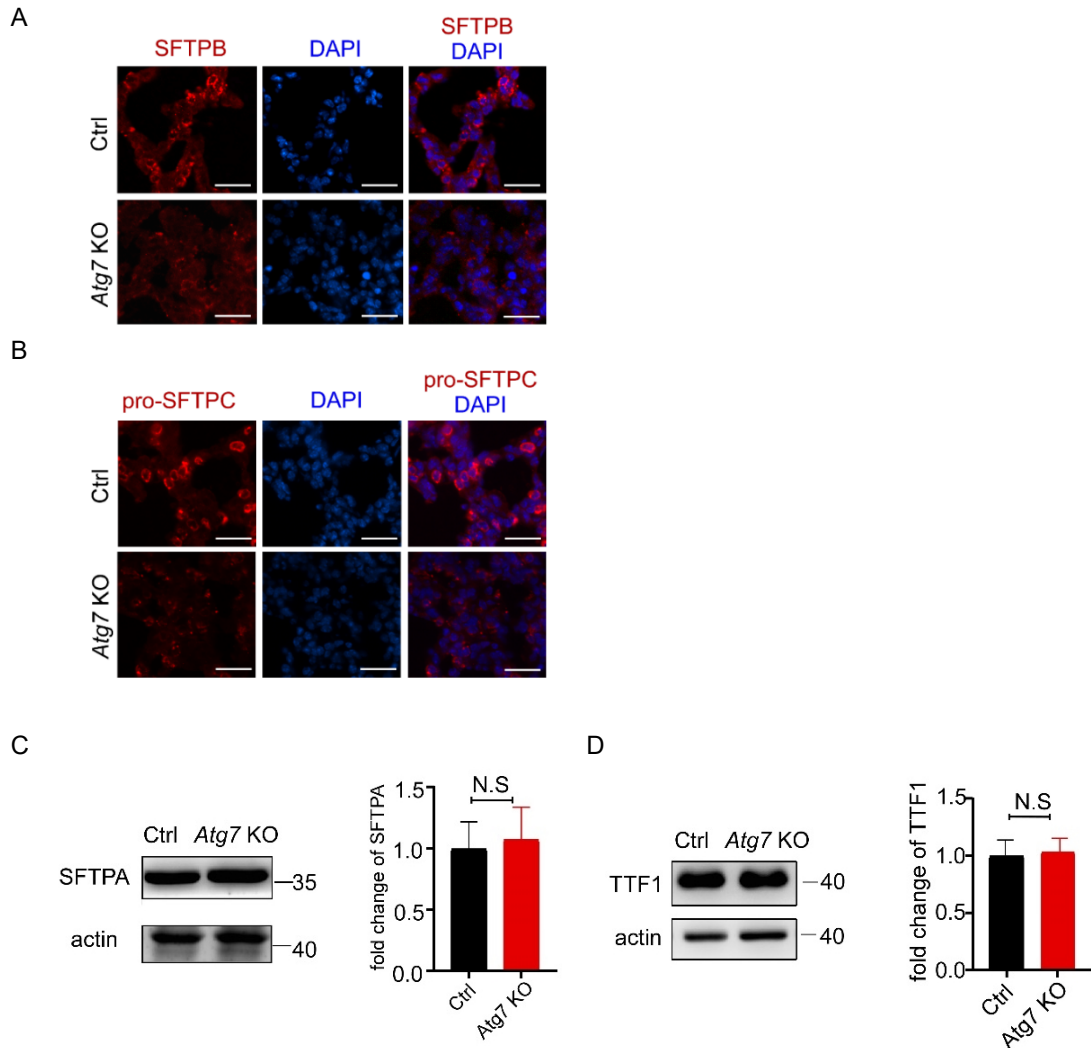 A
SFTPB DAPI SFTPB
DAPI
Ctrl
Atg7 KO
B
pro-SFTPC DAPI pro-SFTPC
DAPI
Ctrl
Atg7 KO
C
Ctrl Atg7 KO
SFTPA
35
actin
40
fold change of SFTPA
1.5
1.0
0.5
0.0
N.S
Ctrl
Atg7 KO
D
Ctrl Atg7 KO
TTF1
40
actin
40
fold change of TTF1
1.5
1.0
0.5
0.0
N.S
Ctrl
Atg7 KO